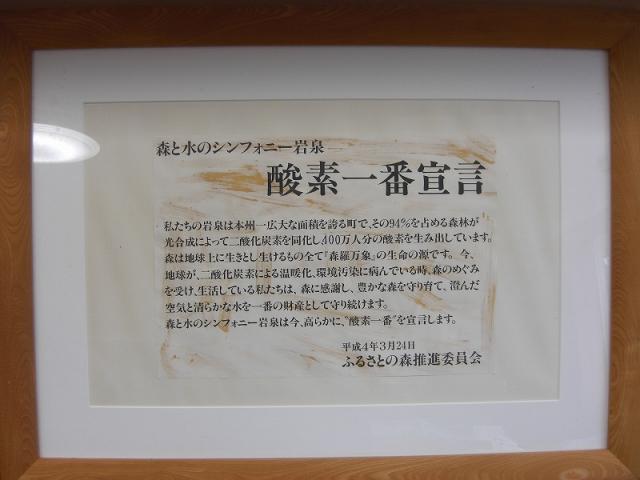 森と水のシンフォニー岩泉—
酸素一番宣言
私たちの岩泉は本州一広大な面積を誇る町で、その94%を占める森林が
光合成によって二酸化炭素を同化し400万人分の酸素を生み出しています。
森は地球上に生きとし生けるもの全て『森羅万象』の生命の源です。今、
地球が、二酸化炭素による温暖化、環境汚染に病んでいる時、森のめぐみ
を受け、生活している私たちは、森に感謝し、豊かな森を守り育て、澄んだ
空気と清らかな水を一番の財産として守り続けます。
森と水のシンフォニー岩泉は今、高らかに、“酸素一番”を宣言します。
平成4年3月24日
ふるさとの森推進委員会